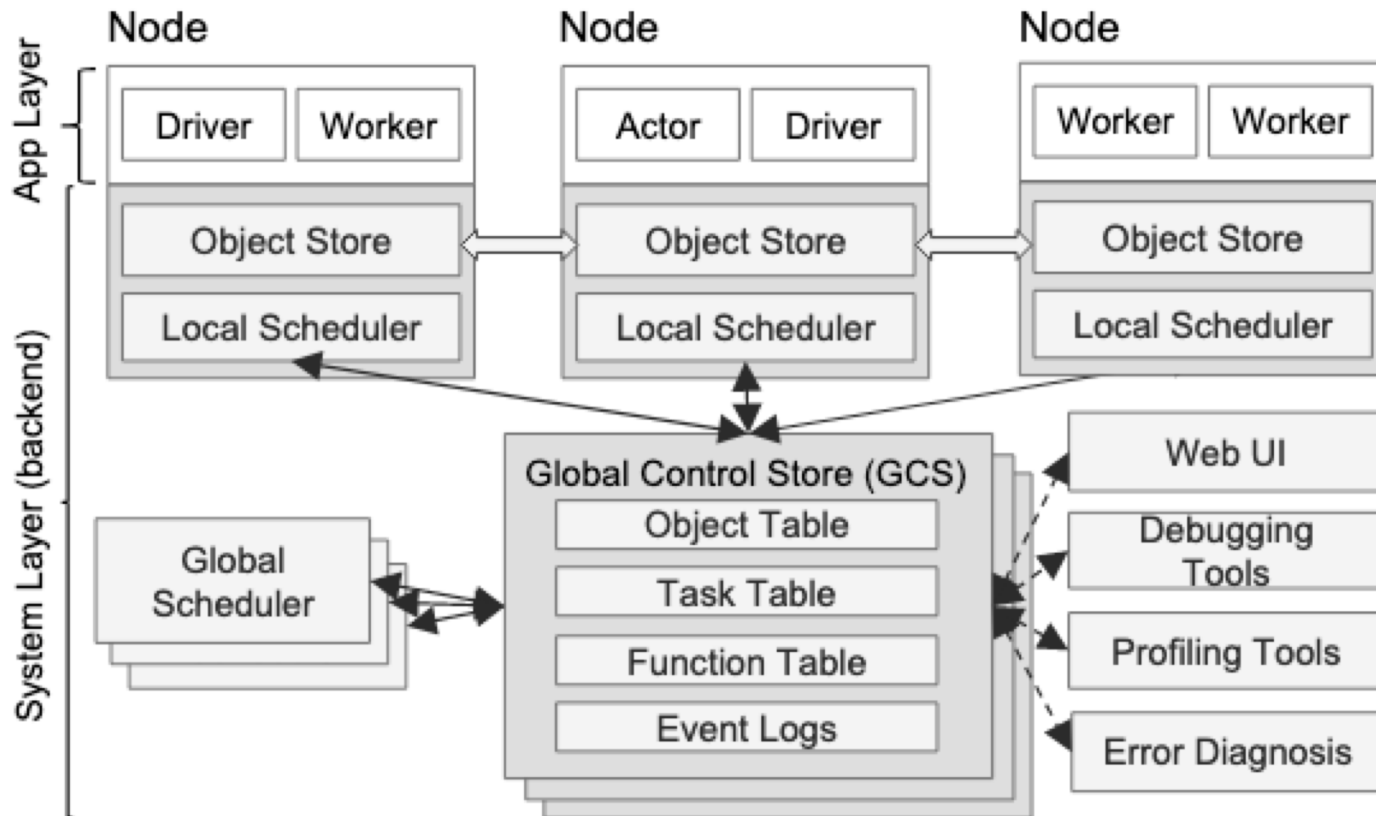 Node
Node
Node
App Layer
Driver
Worker
Actor
Driver
Worker
Worker
Object Store
Object Store
Object Store
Local Scheduler
Local Scheduler
Local Scheduler
System Layer (backend)
Global
Scheduler
Global Control Store (GCS)
Object Table
Task Table
Function Table
Event Logs
Web UI
Debugging
Tools
Profiling Tools
Error Diagnosis